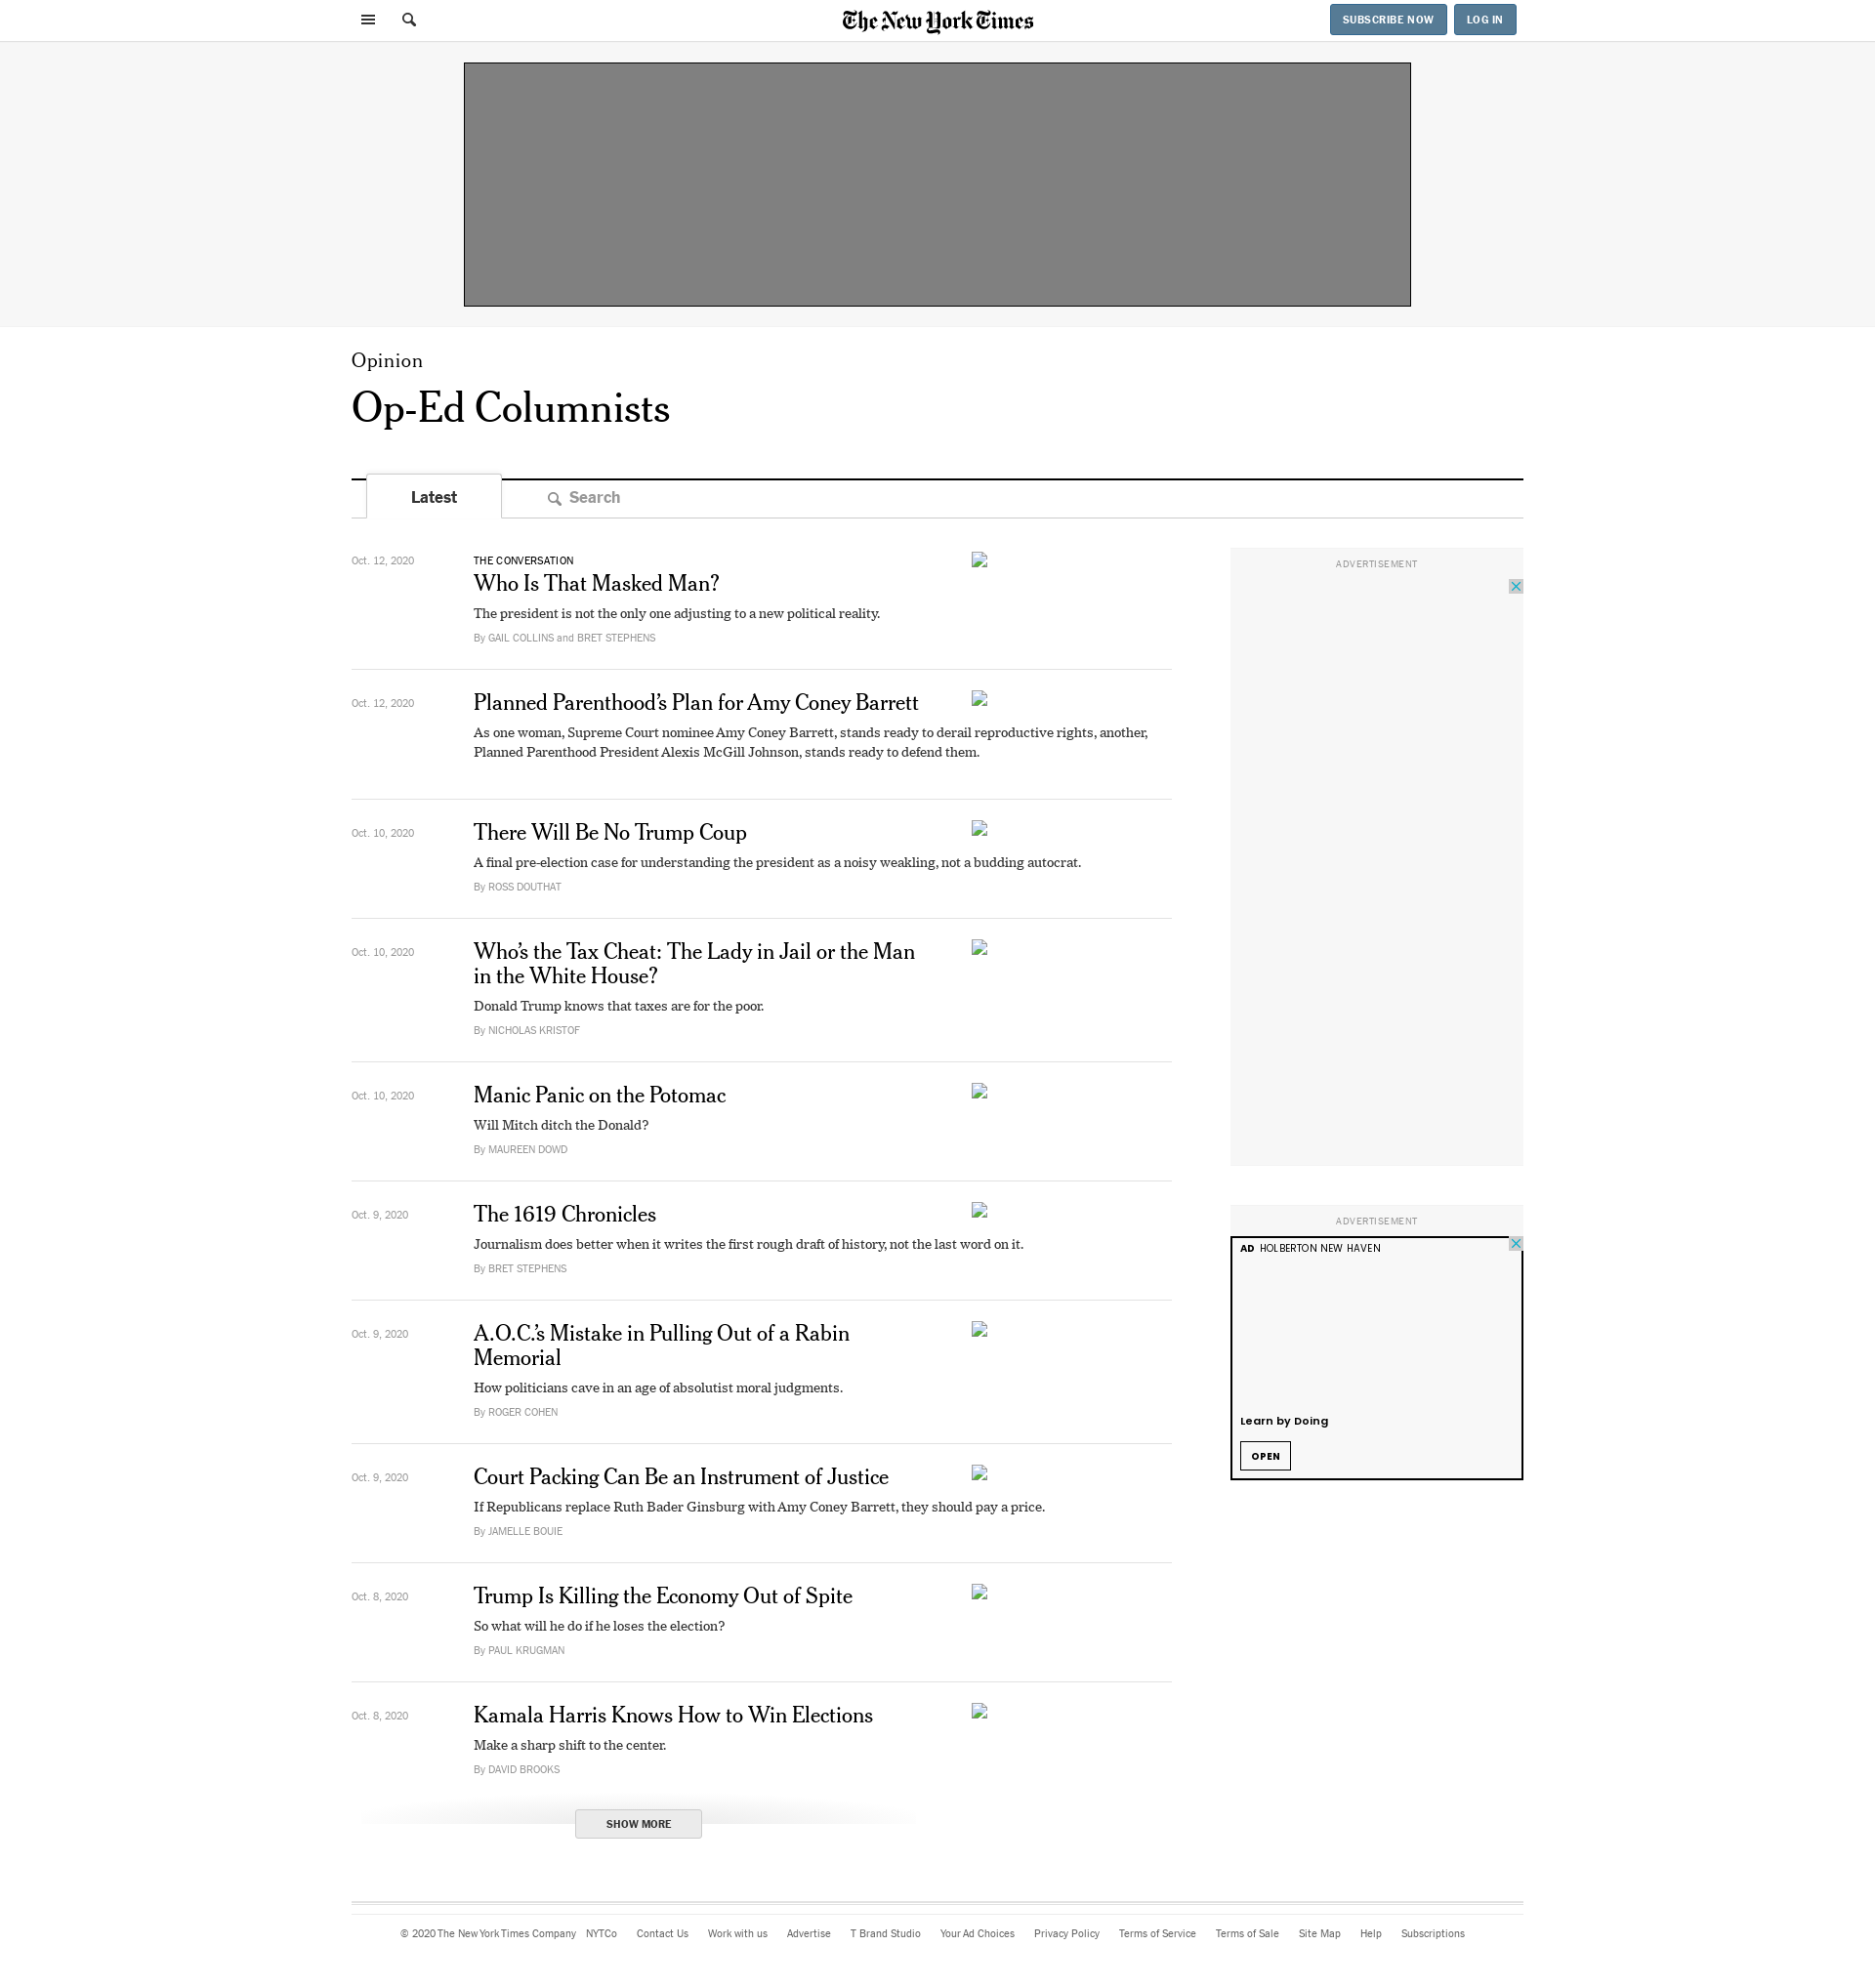 The New York Times
SUBSCRIBE NOW
LOG IN
Opinion
Op-Ed Columnists
Latest
Search
Oct. 12, 2020
THE CONVERSATION
Who Is That Masked Man?
The president is not the only one adjusting to a new political reality.
By GAIL COLLINS and BRET STEPHENS
Oct. 12, 2020
Planned Parenthood’s Plan for Amy Coney Barrett
As one woman, Supreme Court nominee Amy Coney Barrett, stands ready to derail reproductive rights, another,
Planned Parenthood President Alexis McGill Johnson, stands ready to defend them.
Oct. 10, 2020
There Will Be No Trump Coup
A final pre-election case for understanding the president as a noisy weakling, not a budding autocrat.
By ROSS DOUTHAT
Oct. 10, 2020
Who’s the Tax Cheat: The Lady in Jail or the Man
in the White House?
Donald Trump knows that taxes are for the poor.
By NICHOLAS KRISTOF
Oct. 10, 2020
Manic Panic on the Potomac
Will Mitch ditch the Donald?
By MAUREEN DOWD
Oct. 9, 2020
The 1619 Chronicles
Journalism does better when it writes the first rough draft of history, not the last word on it.
By BRET STEPHENS
Oct. 9, 2020
A.O.C.’s Mistake in Pulling Out of a Rabin
Memorial
How politicians cave in an age of absolutist moral judgments.
By ROGER COHEN
Oct. 9, 2020
Court Packing Can Be an Instrument of Justice
If Republicans replace Ruth Bader Ginsburg with Amy Coney Barrett, they should pay a price.
By JAMELLE BOUIE
Oct. 8, 2020
Trump Is Killing the Economy Out of Spite
So what will he do if he loses the election?
By PAUL KRUGMAN
Oct. 8, 2020
Kamala Harris Knows How to Win Elections
Make a sharp shift to the center.
By DAVID BROOKS
SHOW MORE
ADVERTISEMENT
ADVERTISEMENT
AD HOLBERTON NEW HAVEN
Learn by Doing
OPEN
© 2020 The New York Times Company NYTCo Contact Us Work with us Advertise T Brand Studio Your Ad Choices Privacy Policy Terms of Service Terms of Sale Site Map Help Subscriptions